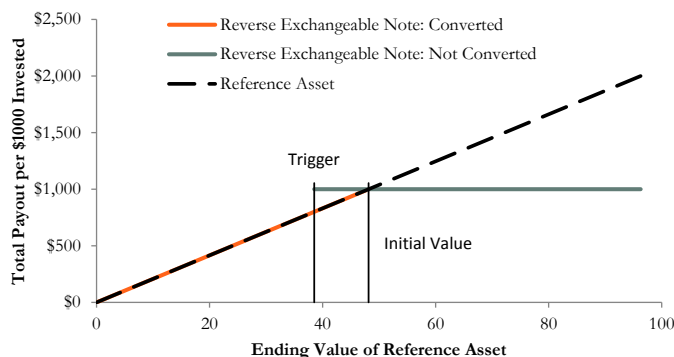 Total Payout per $1000 Invested
$2,500
$2,000
$1,500
$1,000
$500
$0
Reverse Exchangeable Note: Converted
Reverse Exchangeable Note: Not Converted
Reference Asset
Trigger
Initial Value
0 20 40 60 80 100
Ending Value of Reference Asset